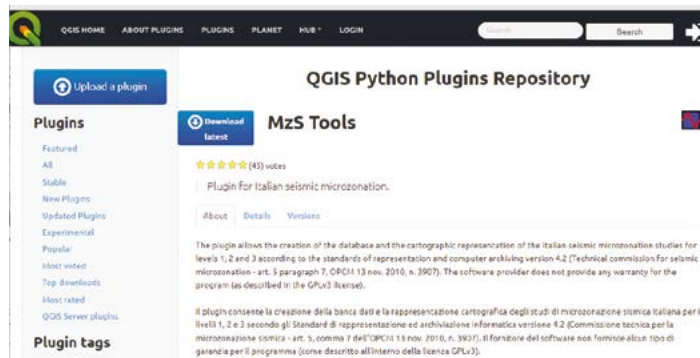 QGIS HOME ABOUT PLUGINS PLUGINS PLANET HUB LOGIN Search Search
Upload a plugin
QGIS Python Plugins Repository
Plugins
Download latest
MzS Tools
Featured
All
(45) votes
Stable
Plugin for Italian seismic microzonation.
New Plugins
Updated Plugins
About Details Versions
Experimental
Popular
Most voted
Top downloads
Most rated
QGIS Server plugins
Plugin tags
The plugin allows the creation of the database and the cartographic representation of the Italian seismic microzonation studies for
levels 1, 2 and 3 according to the standards of representation and computer archiving version 4.2 (Technical commission for seismic
microzonation - art. 5 paragraph 7, OPCM 13 nov. 2010, n. 3907). The software provider does not provide any warranty for the
program (as described in the GPLv3 license).
Il plugin consente la creazione della banca dati e la rappresentazione cartografica degli studi di microzonazione sismica italiana per i
livelli 1, 2 e 3 secondo gli Standard di rappresentazione ed archiviazione informatica versione 4.2 (Commissione tecnica per la
microzonazione sismica - art. 5, comma 7 dell'OPCM 13 nov. 2010, n. 3907). Il fornitore del software non fornisce alcun tipo di
garanzia per il programma (come descritto all'interno della licenza GPLv3).